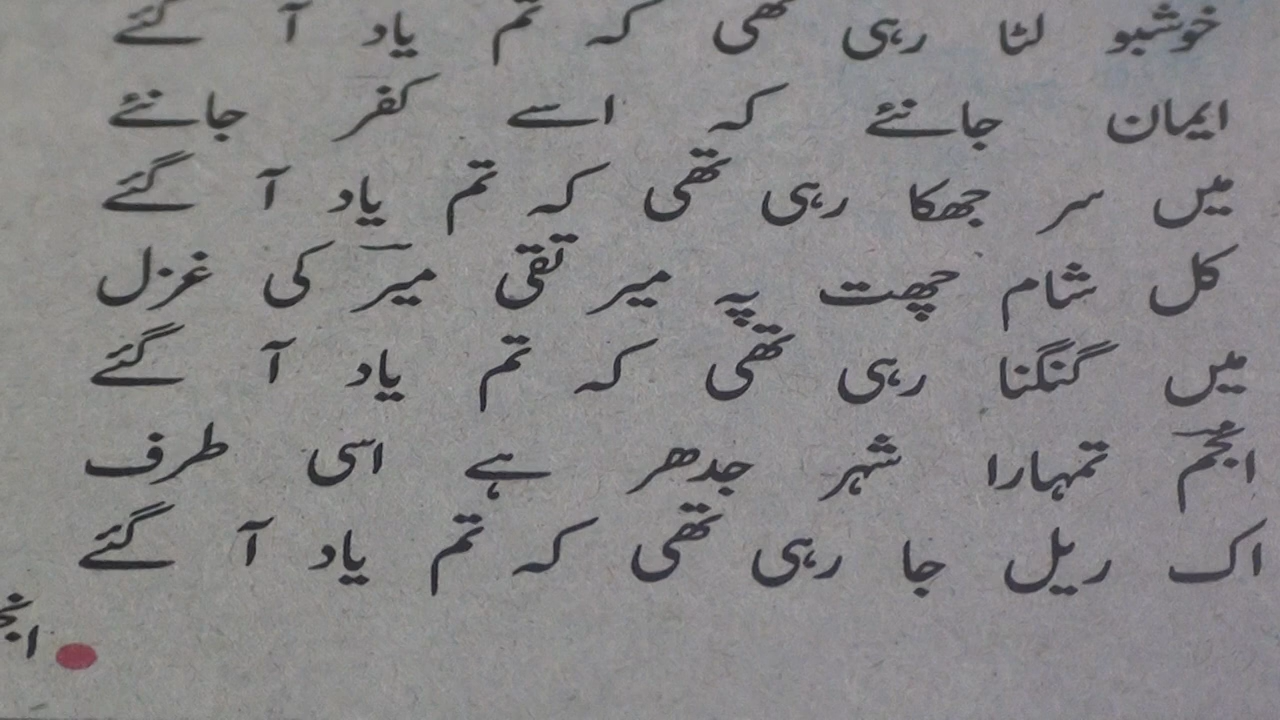 خوشبو لٹا رہی تھی کہ تم یاد آ گئے
ایمان جانئے کہ اسے کفر جانئے
میں سر جھکا رہی تھی کہ تم یاد آ گئے
کل شام چھت پہ میر تقی میرؔ کی غزل
میں گنگنا رہی تھی کہ تم یاد آ گئے
انجمؔ تمہارا شہر جدھر ہے اسی طرف
اک ریل جا رہی تھی کہ تم یاد آ گئے